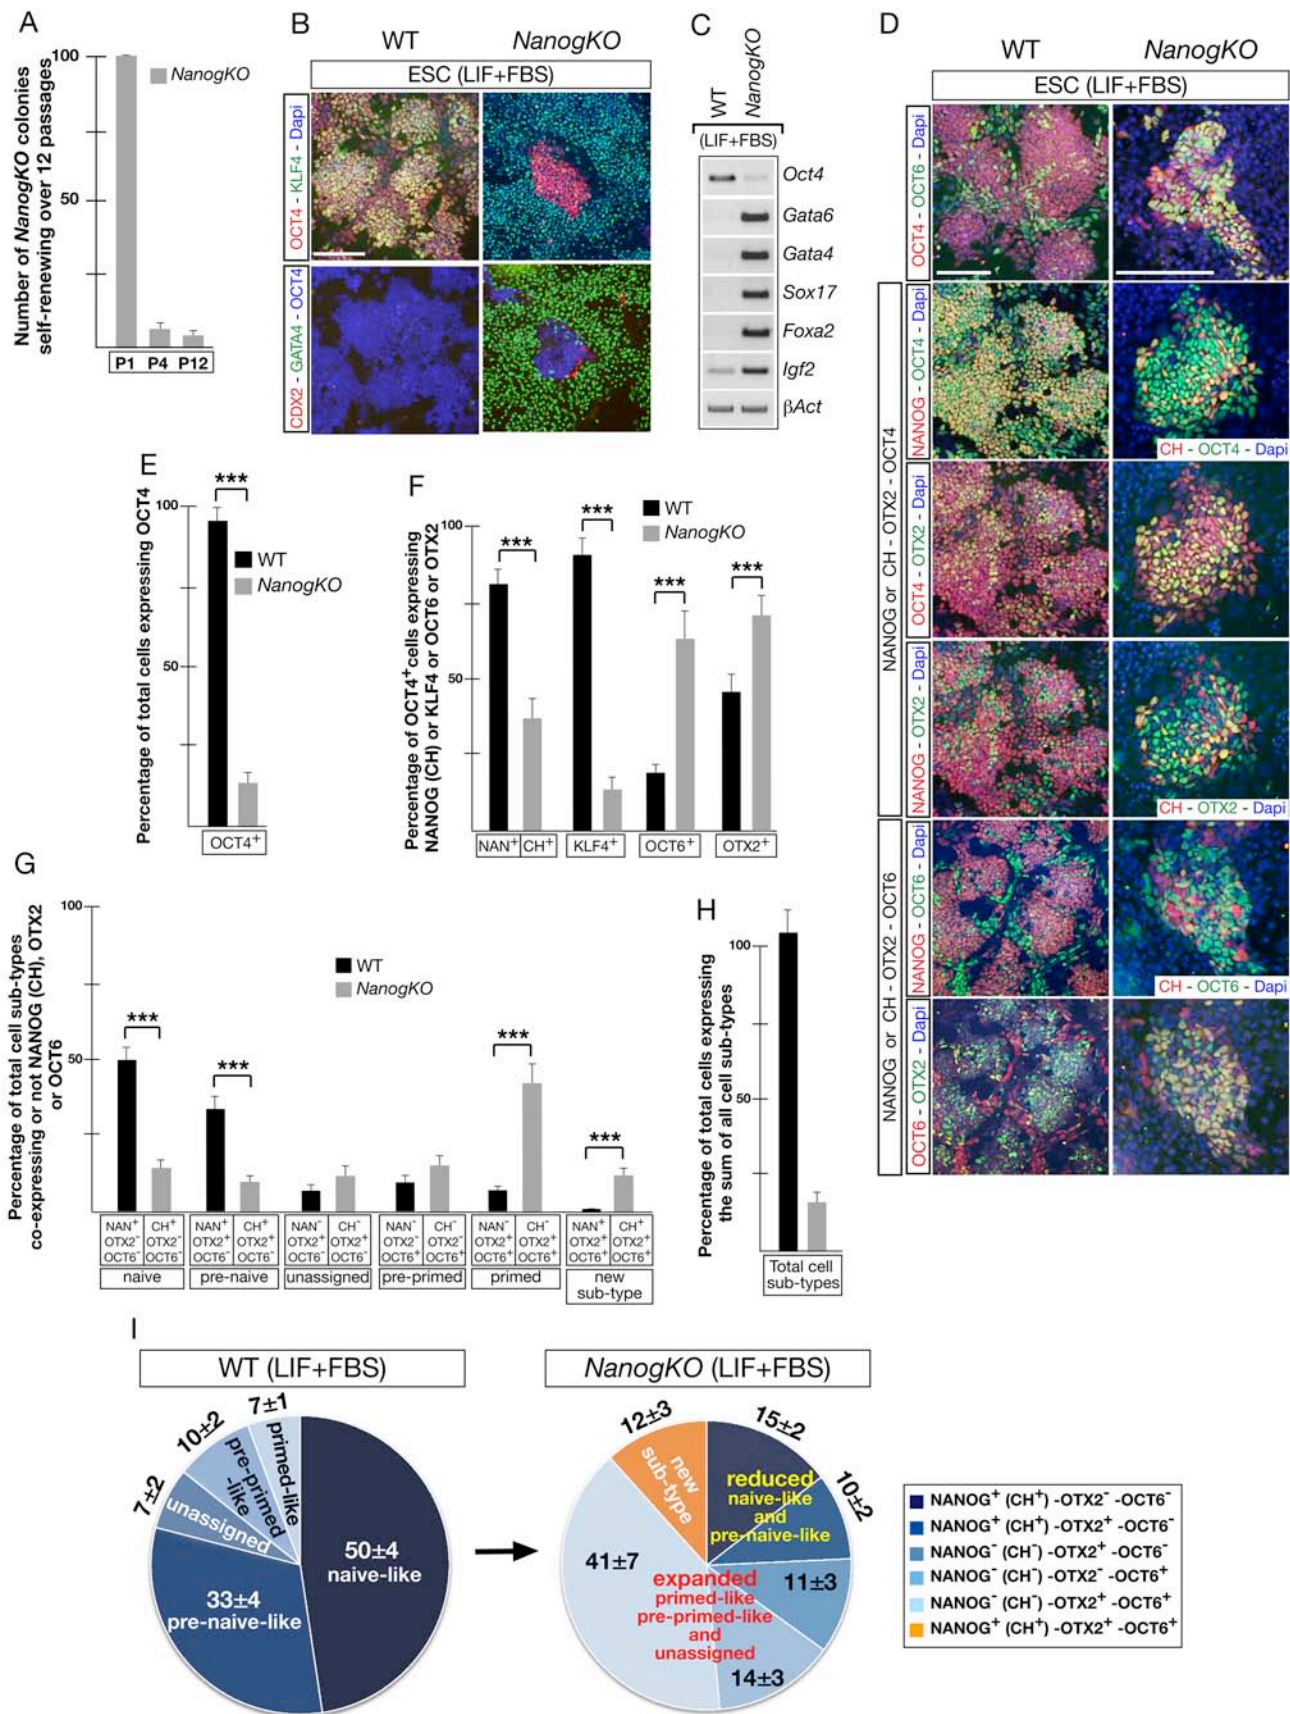 A
100
50
Number of NanogKO colonies
self-renewing over 12 passages
NanogKO
P1 P4 P12
B
WT NanogKO
ESC (LIF+FBS)
OCT4 - KLF4 - Dapi
CDX2 - GATA4 - OCT4
C
WT
NanogKO
(LIF+FBS)
Oct4
Gata6
Gata4
Sox17
Foxa2
Igf2
βAct
D
WT NanogKO
ESC (LIF+FBS)
OCT4 - OCT6 - Dapi
NANOG or CH - OTX2 - OCT4
NANOG - OCT4 - Dapi
CH - OCT4 - Dapi
OCT4 - OTX2 - Dapi
NANOG - OTX2 - Dapi
CH - OTX2 - Dapi
NANOG or CH - OTX2 - OCT6
NANOG - OCT6 - Dapi
CH - OCT6 - Dapi
OCT6 - OTX2 - Dapi
E
Percentage of total cells expressing OCT4
100
50
***
WT
NanogKO
OCT4⁺
F
Percentage of OCT4⁺cells expressing
NANOG (CH) or KLF4 or OCT6 or OTX2
100
50
WT
NanogKO
*** *** *** ***
NAN⁺ CH⁺ KLF4⁺ OCT6⁺ OTX2⁺
G
Percentage of total cell sub-types
co-expressing or not NANOG (CH), OTX2
or OCT6
100
50
WT
NanogKO
*** *** *** ***
NAN⁺ CH⁺ NAN⁺ CH⁺ NAN⁻ CH⁻ NAN⁻ CH⁻ NAN⁻ CH⁻ NAN⁺ CH⁺
OTX2⁻ OTX2⁻ OTX2⁺ OTX2⁺ OTX2⁺ OTX2⁺ OTX2⁻ OTX2⁻ OTX2⁺ OTX2⁺ OTX2⁺ OTX2⁺
OCT6⁻ OCT6⁻ OCT6⁻ OCT6⁻ OCT6⁻ OCT6⁻ OCT6⁺ OCT6⁺ OCT6⁺ OCT6⁺ OCT6⁺ OCT6⁺
naive pre-naive unassigned pre-primed primed new
sub-type
H
Percentage of total cells expressing
the sum of all cell sub-types
100
50
Total cell
sub-types
I
WT (LIF+FBS)
7±1
primed-like
10±2
pre-primed
-like
7±2
unassigned
50±4
naive-like
33±4
pre-naive-like
NanogKO (LIF+FBS)
12±3
new
sub-type
15±2
reduced
naive-like
and
pre-naive-like
10±2
41±7
expanded
primed-like
pre-primed-like
and
unassigned
11±3
14±3
NANOG⁺ (CH⁺) -OTX2⁻ -OCT6⁻
NANOG⁺ (CH⁺) -OTX2⁺ -OCT6⁻
NANOG⁻ (CH⁻) -OTX2⁺ -OCT6⁻
NANOG⁻ (CH⁻) -OTX2⁻ -OCT6⁺
NANOG⁻ (CH⁻) -OTX2⁺ -OCT6⁺
NANOG⁺ (CH⁺) -OTX2⁺ -OCT6⁺